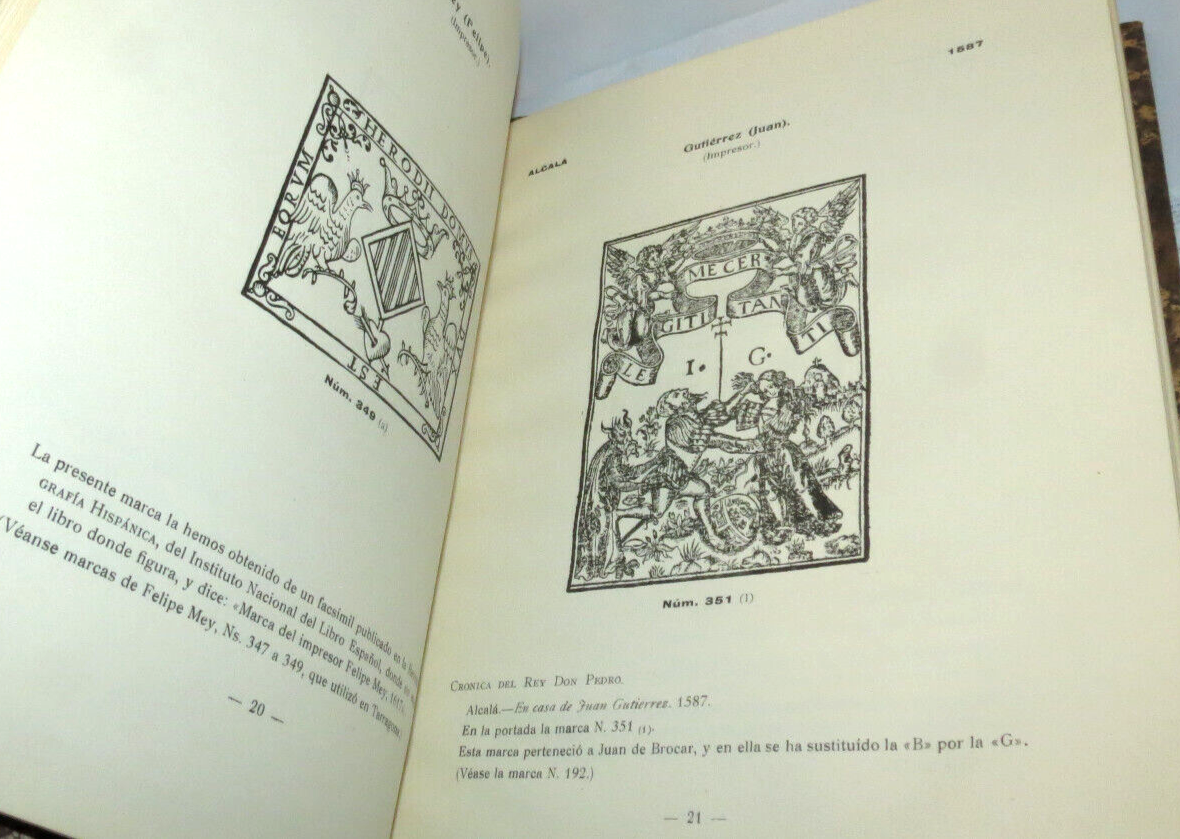 (Impresor.)
EORVM
HERODII DOMVS
EST
Núm. 349 (a)
La presente marca la hemos obtenido de un facsímil publicado en la
GRAFÍA HISPÁNICA, del Instituto Nacional del Libro Español, donde
el libro donde figura, y dice: «Marca del impresor Felipe Mey,
(Véanse marcas de Felipe Mey, Ns. 347 a 349, que utilizó en Tarragona
— 20 —
1587
Gutiérrez (Juan).
(Impresor.)
ALCALÁ
ME CER
LE GITI TAN TI
I. G.
Núm. 351 (1)
CRONICA DEL REY DON PEDRO.
Alcalá.—En casa de Juan Gutiérrez. 1587.
En la portada la marca N. 351 (1).
Esta marca perteneció a Juan de Brocar, y en ella se ha sustituído la «B» por la «G».
(Véase la marca N. 192.)
— 21 —